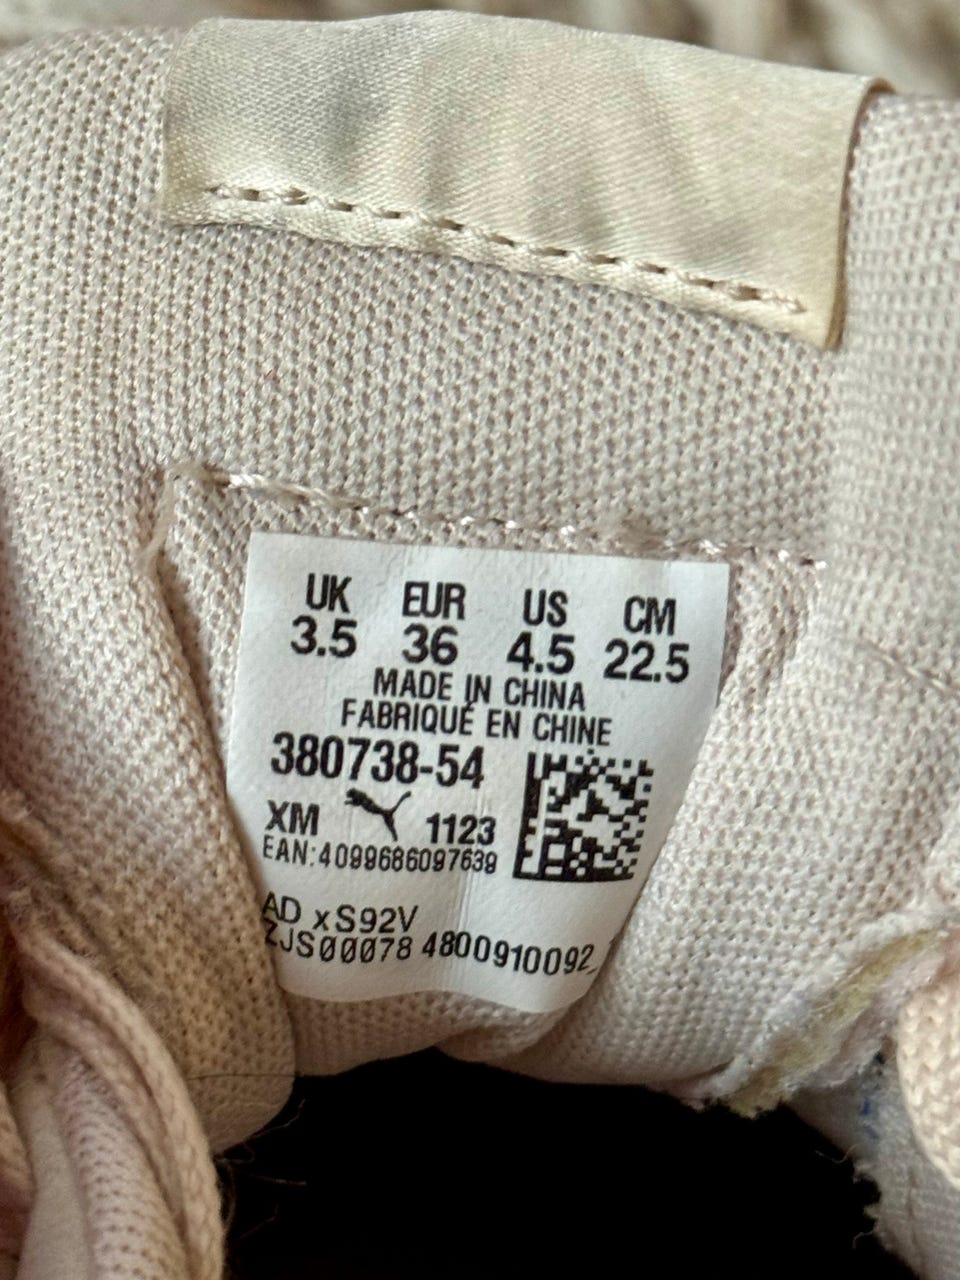 UK EUR US CM
3.5 36 4.5 22.5
MADE IN CHINA
FABRIQUÉ EN CHINE
380738-54
XM 1123
EAN:4099686097639
AD xS92V
ZJS00078 4800910092